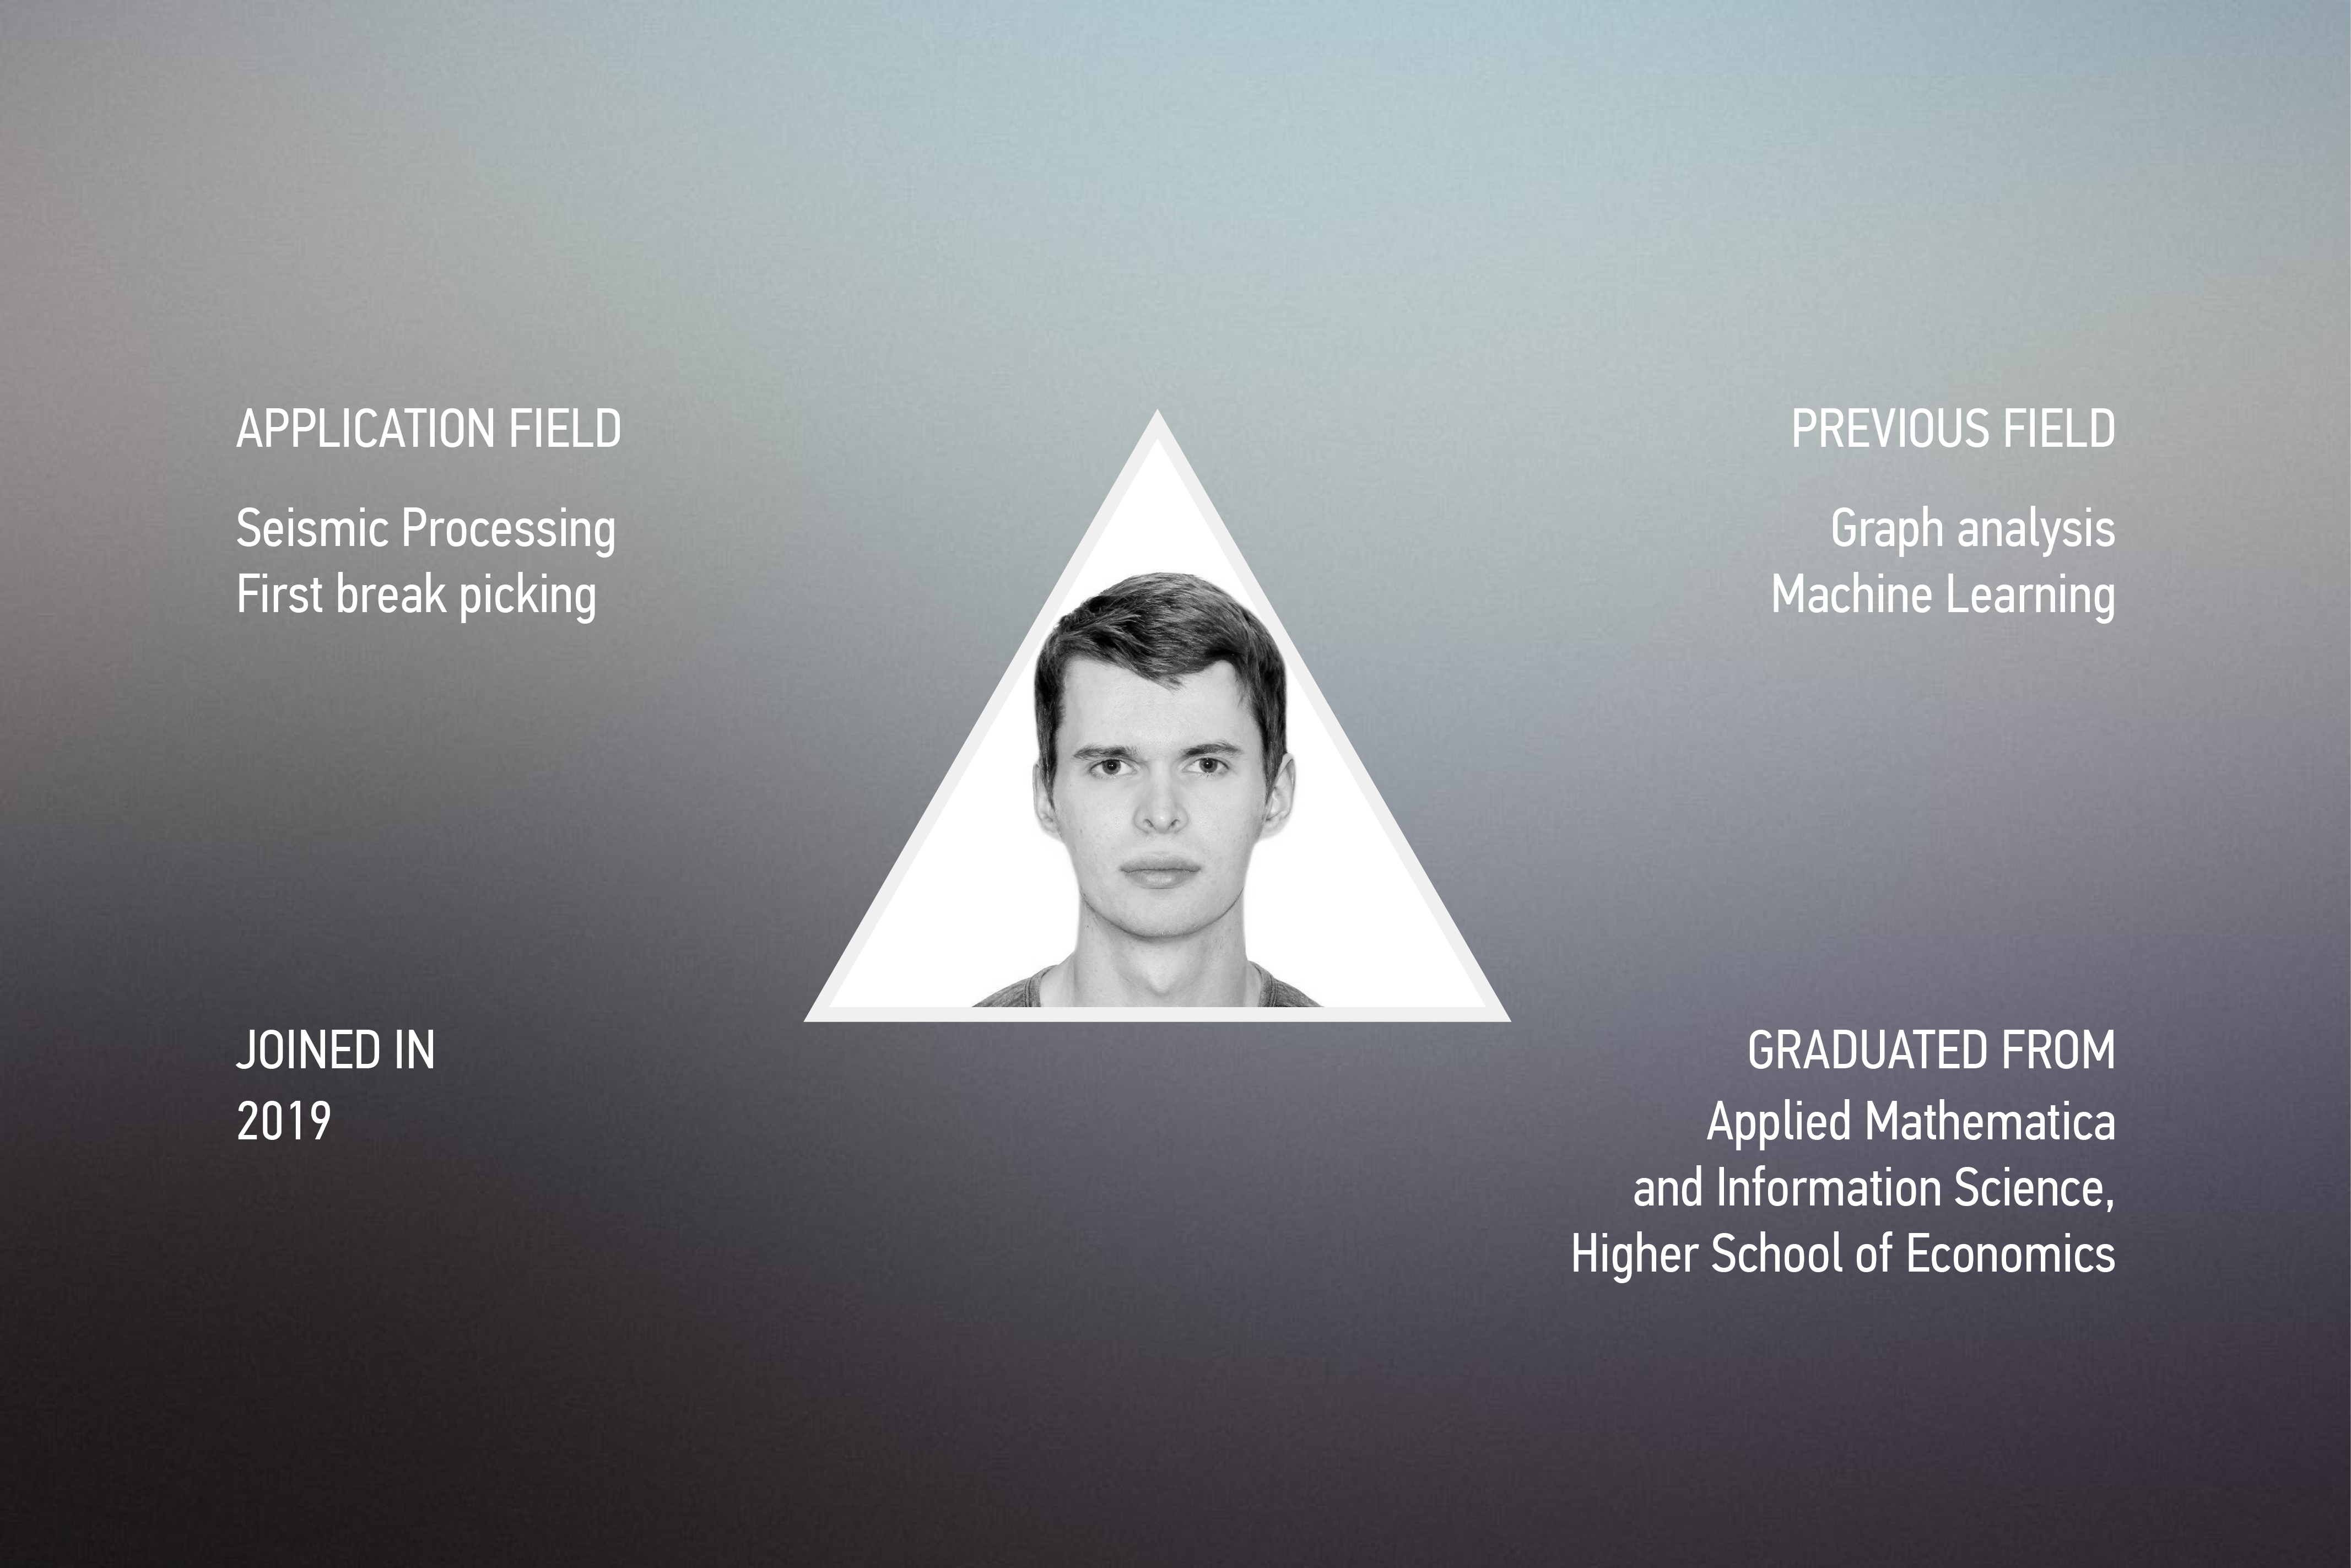 APPLICATION FIELD
Seismic Processing
First break picking
PREVIOUS FIELD
Graph analysis
Machine Learning
JOINED IN
2019
GRADUATED FROM
Applied Mathematica
and Information Science,
Higher School of Economics